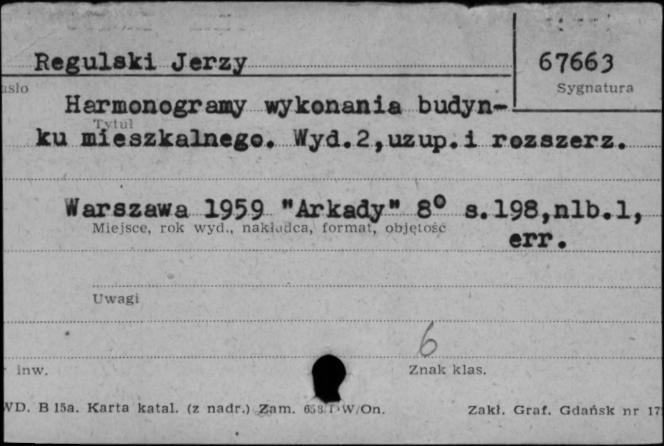 Regulski Jerzy
67663
Sygnatura
Harmonogramy wykonania budyn-
Tytuł
ku mieszkalnego. Wyd.2,uzup.i rozszerz.
Warszawa 1959 "Arkady" 8° s.198,nlb.1,
Miejsce, rok wyd., nakładca, format, objętość
err.
Uwagi
6
inw.
Znak klas.
WD. B 15a. Karta katal. (z nadr.) Zam. W/On.
Zakł. Graf. Gdańsk nr